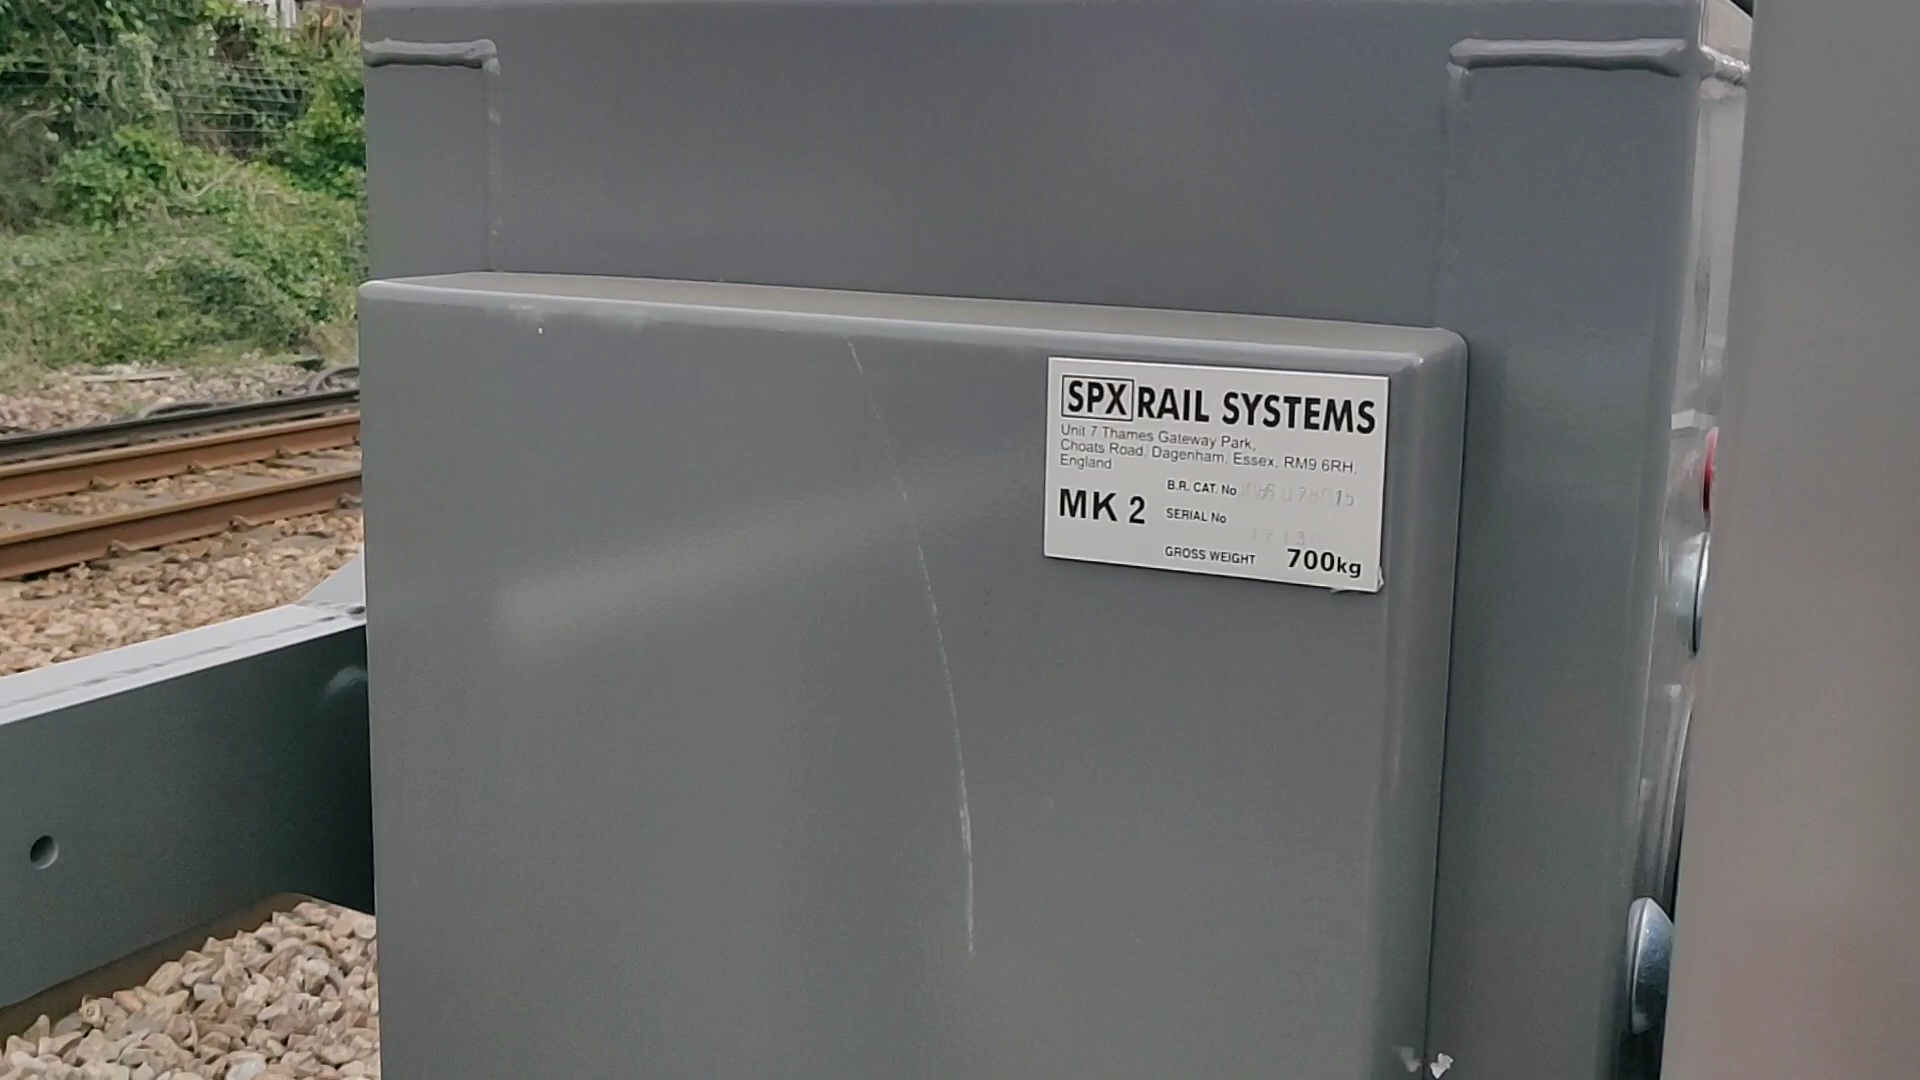 SPX RAIL SYSTEMS
Unit 7 Thames Gateway Park,
Choats Road, Dagenham, Essex, RM9 6RH,
England
MK 2
B.R. CAT. No
SERIAL No
GROSS WEIGHT 700kg